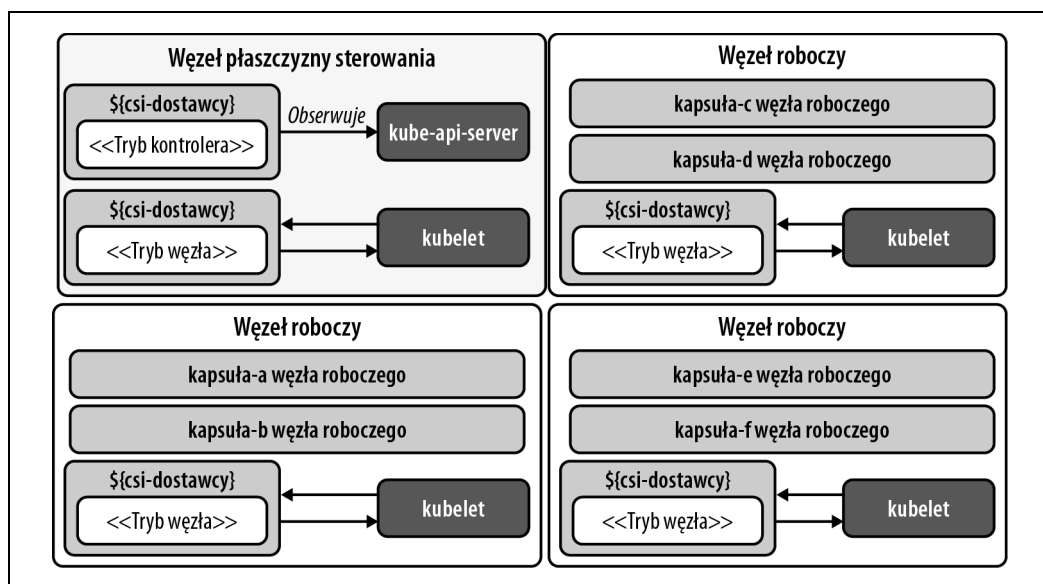 Węzeł płaszczyzny sterowania
${csi-dostawcy}
<<Tryb kontrolera>>
Obserwuje
kube-api-server
${csi-dostawcy}
<<Tryb węzła>>
kubelet
Węzeł roboczy
kapsuła-c węzła roboczego
kapsuła-d węzła roboczego
${csi-dostawcy}
<<Tryb węzła>>
kubelet
Węzeł roboczy
kapsuła-a węzła roboczego
kapsuła-b węzła roboczego
${csi-dostawcy}
<<Tryb węzła>>
kubelet
Węzeł roboczy
kapsuła-e węzła roboczego
kapsuła-f węzła roboczego
${csi-dostawcy}
<<Tryb węzła>>
kubelet